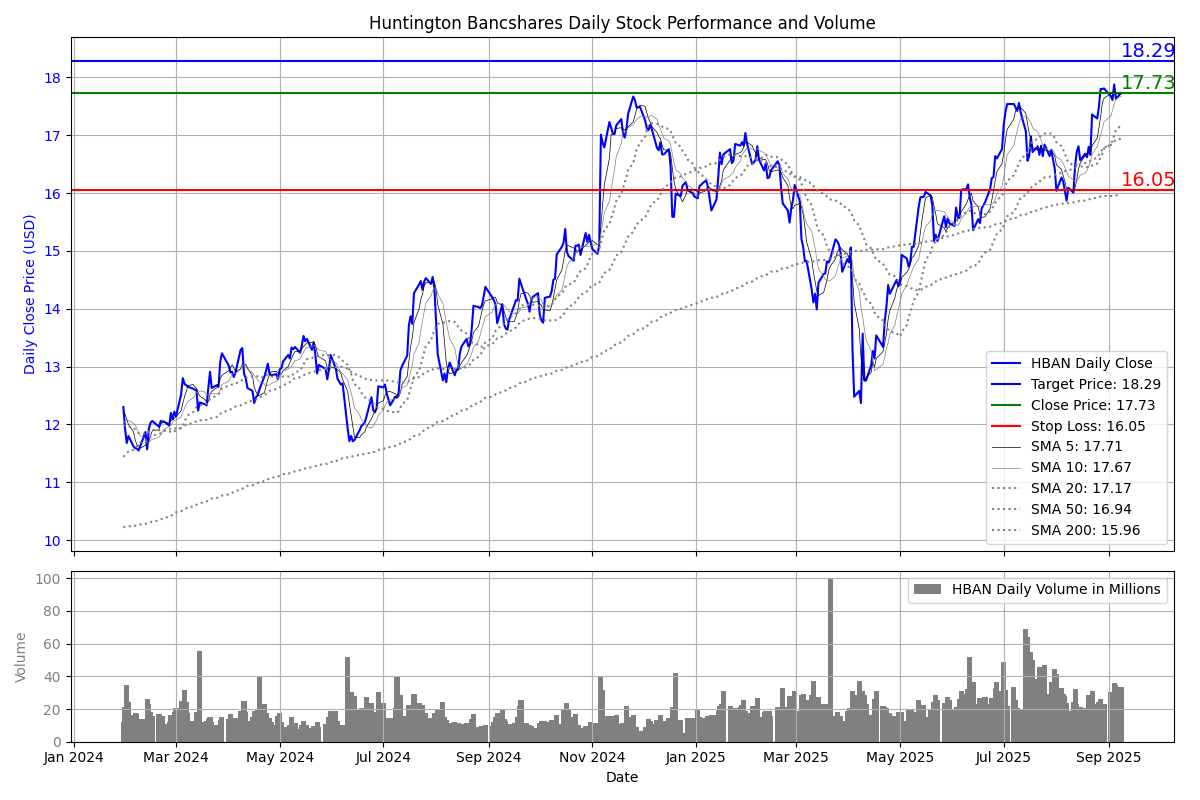 Huntington Bancshares Daily Stock Performance and Volume
18.29
17.73
16.05
18
17
16
15
14
13
12
11
10
Daily Close Price (USD)
HBAN Daily Close
Target Price: 18.29
Close Price: 17.73
Stop Loss: 16.05
SMA 5: 17.71
SMA 10: 17.67
SMA 20: 17.17
SMA 50: 16.94
SMA 200: 15.96
100
80
60
40
20
0
Volume
HBAN Daily Volume in Millions
Jan 2024 Mar 2024 May 2024 Jul 2024 Sep 2024 Nov 2024 Jan 2025 Mar 2025 May 2025 Jul 2025 Sep 2025
Date